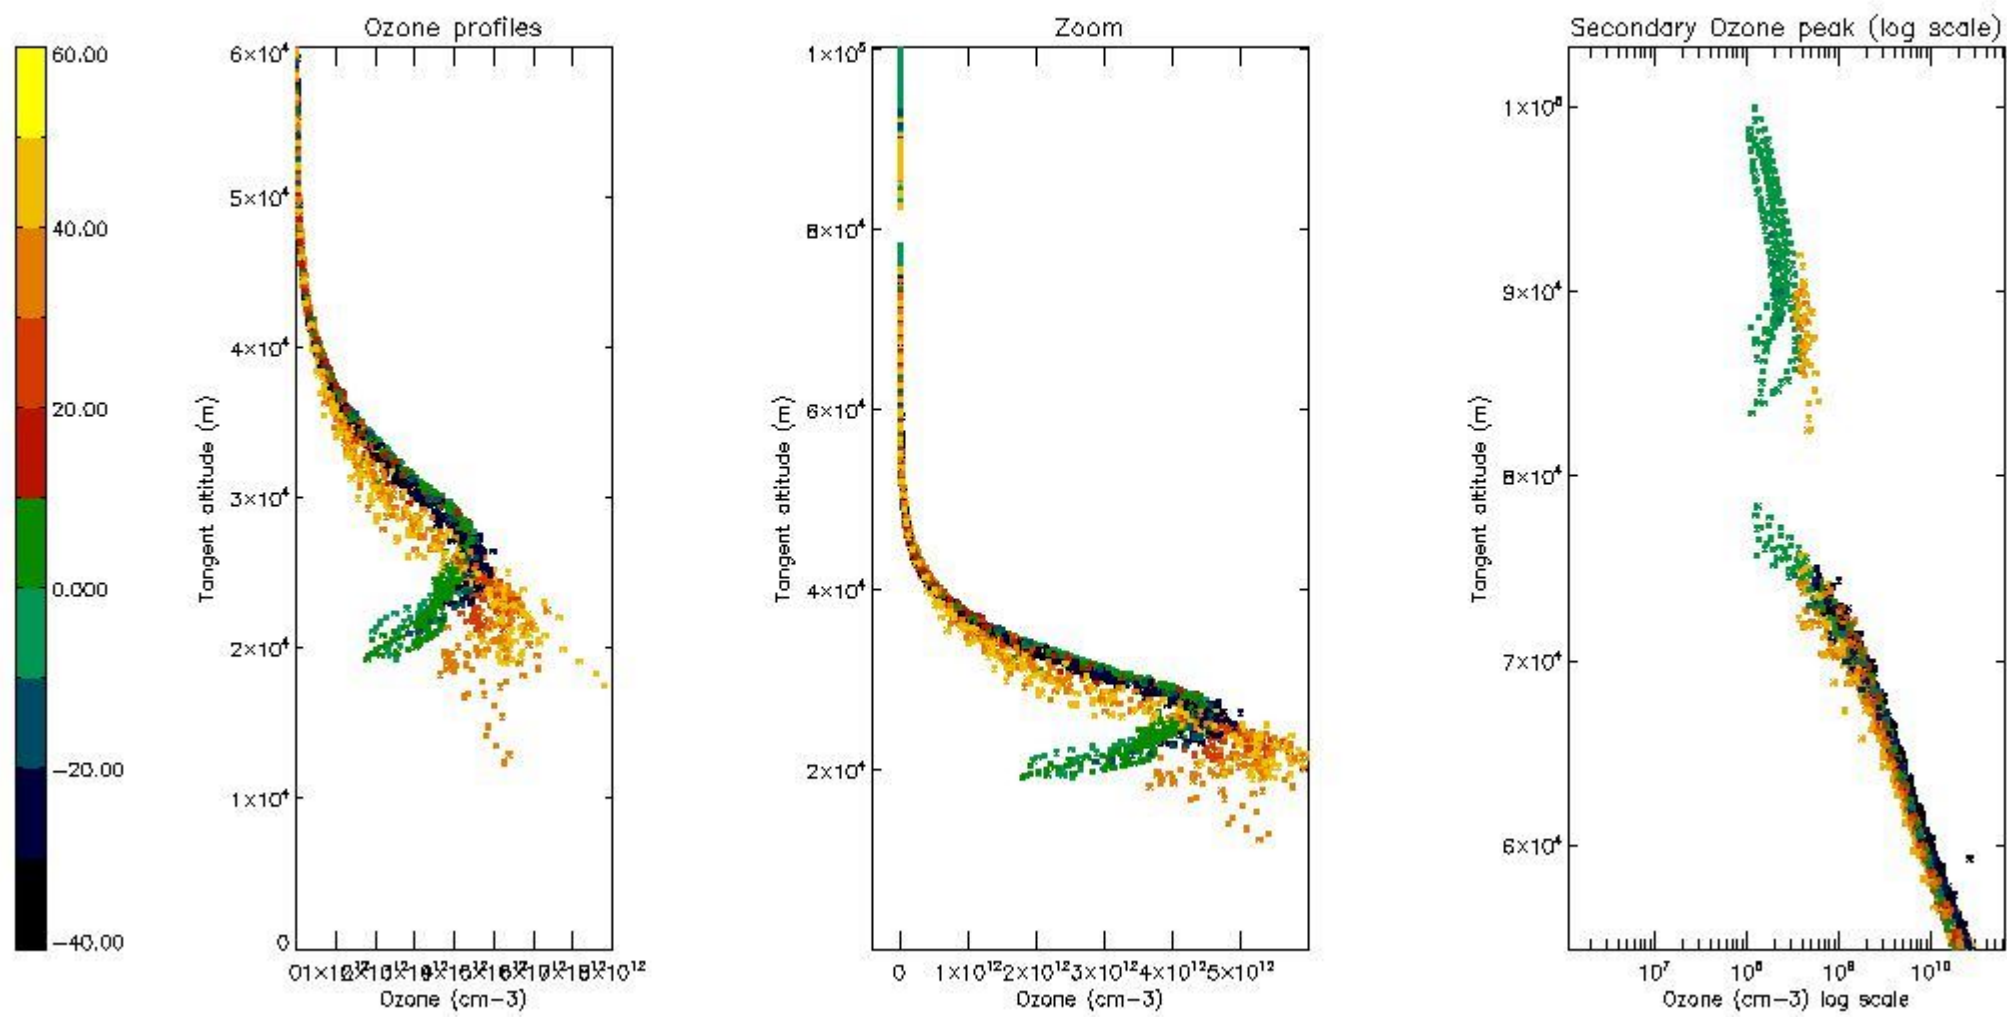 Ozone profiles
Zoom
Secondary Ozone peak (log scale)
60.00
40.00
20.00
0.000
−20.00
−40.00
6×10⁴
5×10⁴
4×10⁴
3×10⁴
2×10⁴
1×10⁴
0
Tangent altitude (m)
Ozone (cm−3)
1×10⁵
8×10⁴
6×10⁴
4×10⁴
2×10⁴
Tangent altitude (m)
0 1×10¹² 2×10¹² 3×10¹² 4×10¹² 5×10¹²
Ozone (cm−3)
9×10⁴
8×10⁴
7×10⁴
6×10⁴
Tangent altitude (m)
10⁷ 10⁸ 10⁹ 10¹⁰
Ozone (cm−3) log scale